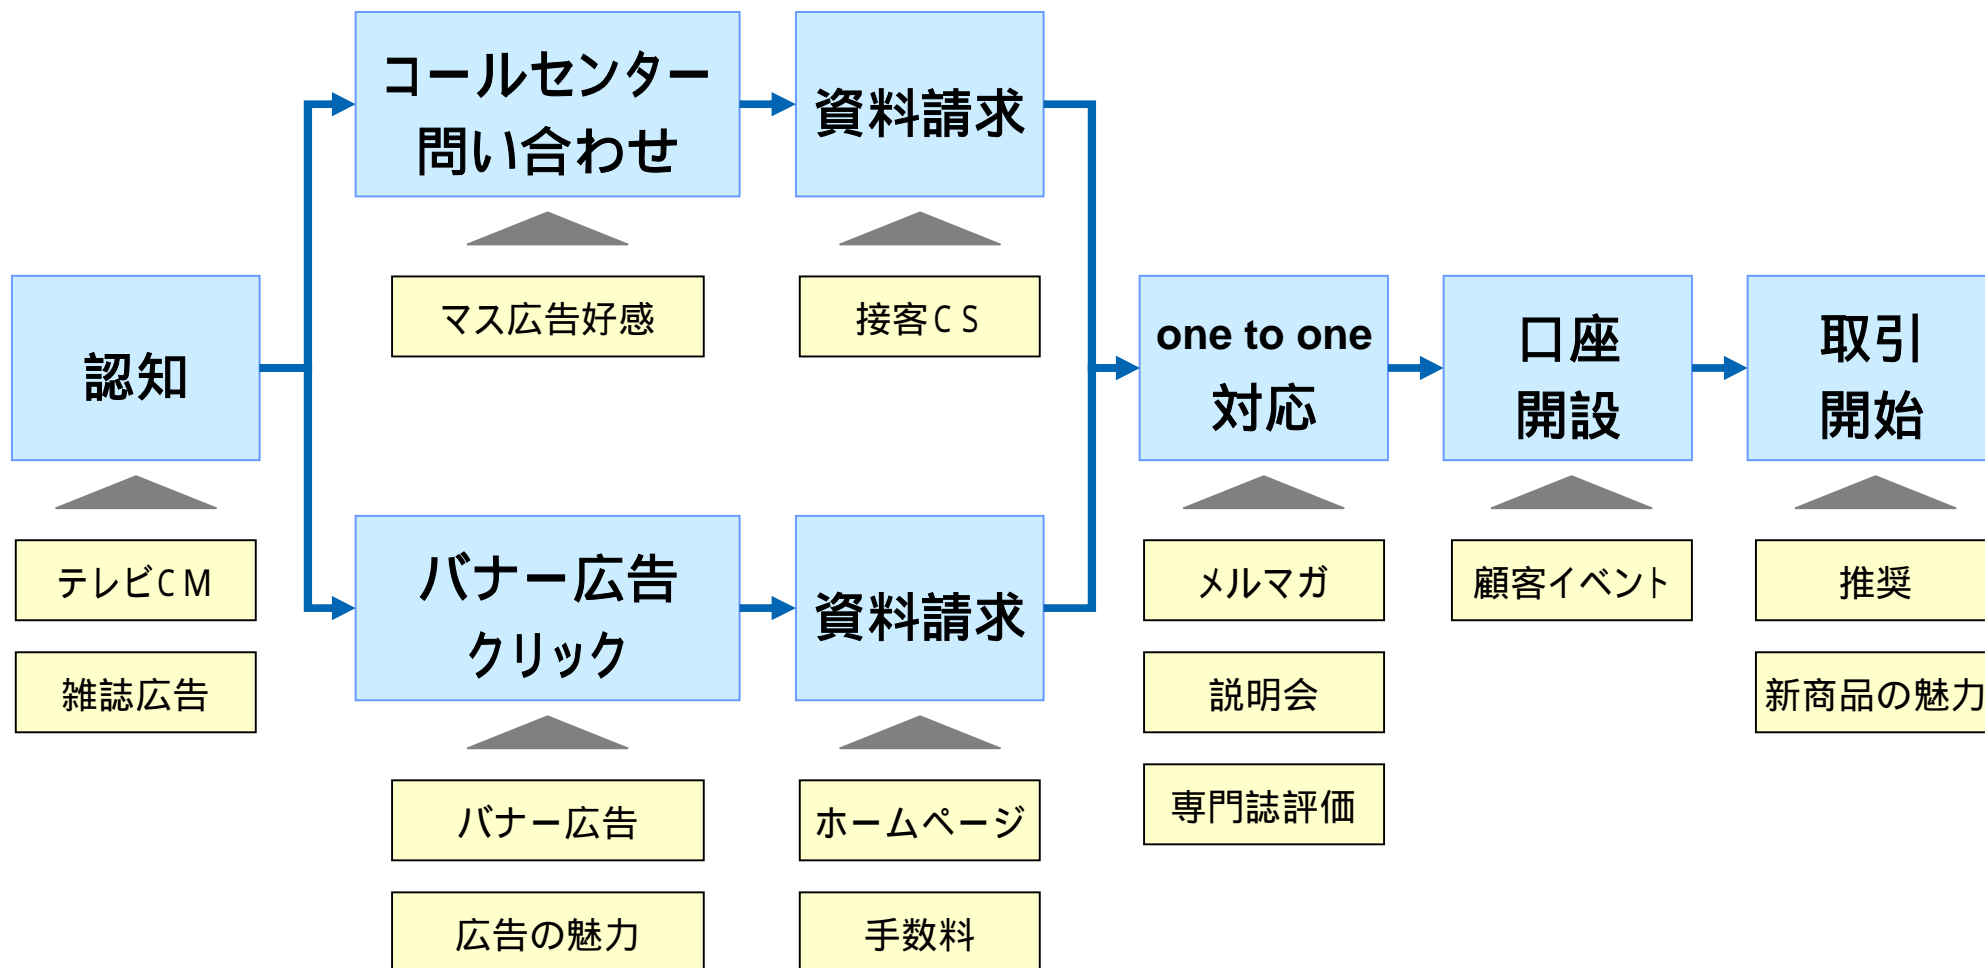 コールセンター
問い合わせ
資料請求
マス広告好感
接客CS
認知
one to one
対応
口座
開設
取引
開始
テレビCM
雑誌広告
バナー広告
クリック
資料請求
メルマガ
説明会
専門誌評価
顧客イベント
推奨
新商品の魅力
バナー広告
広告の魅力
ホームページ
手数料